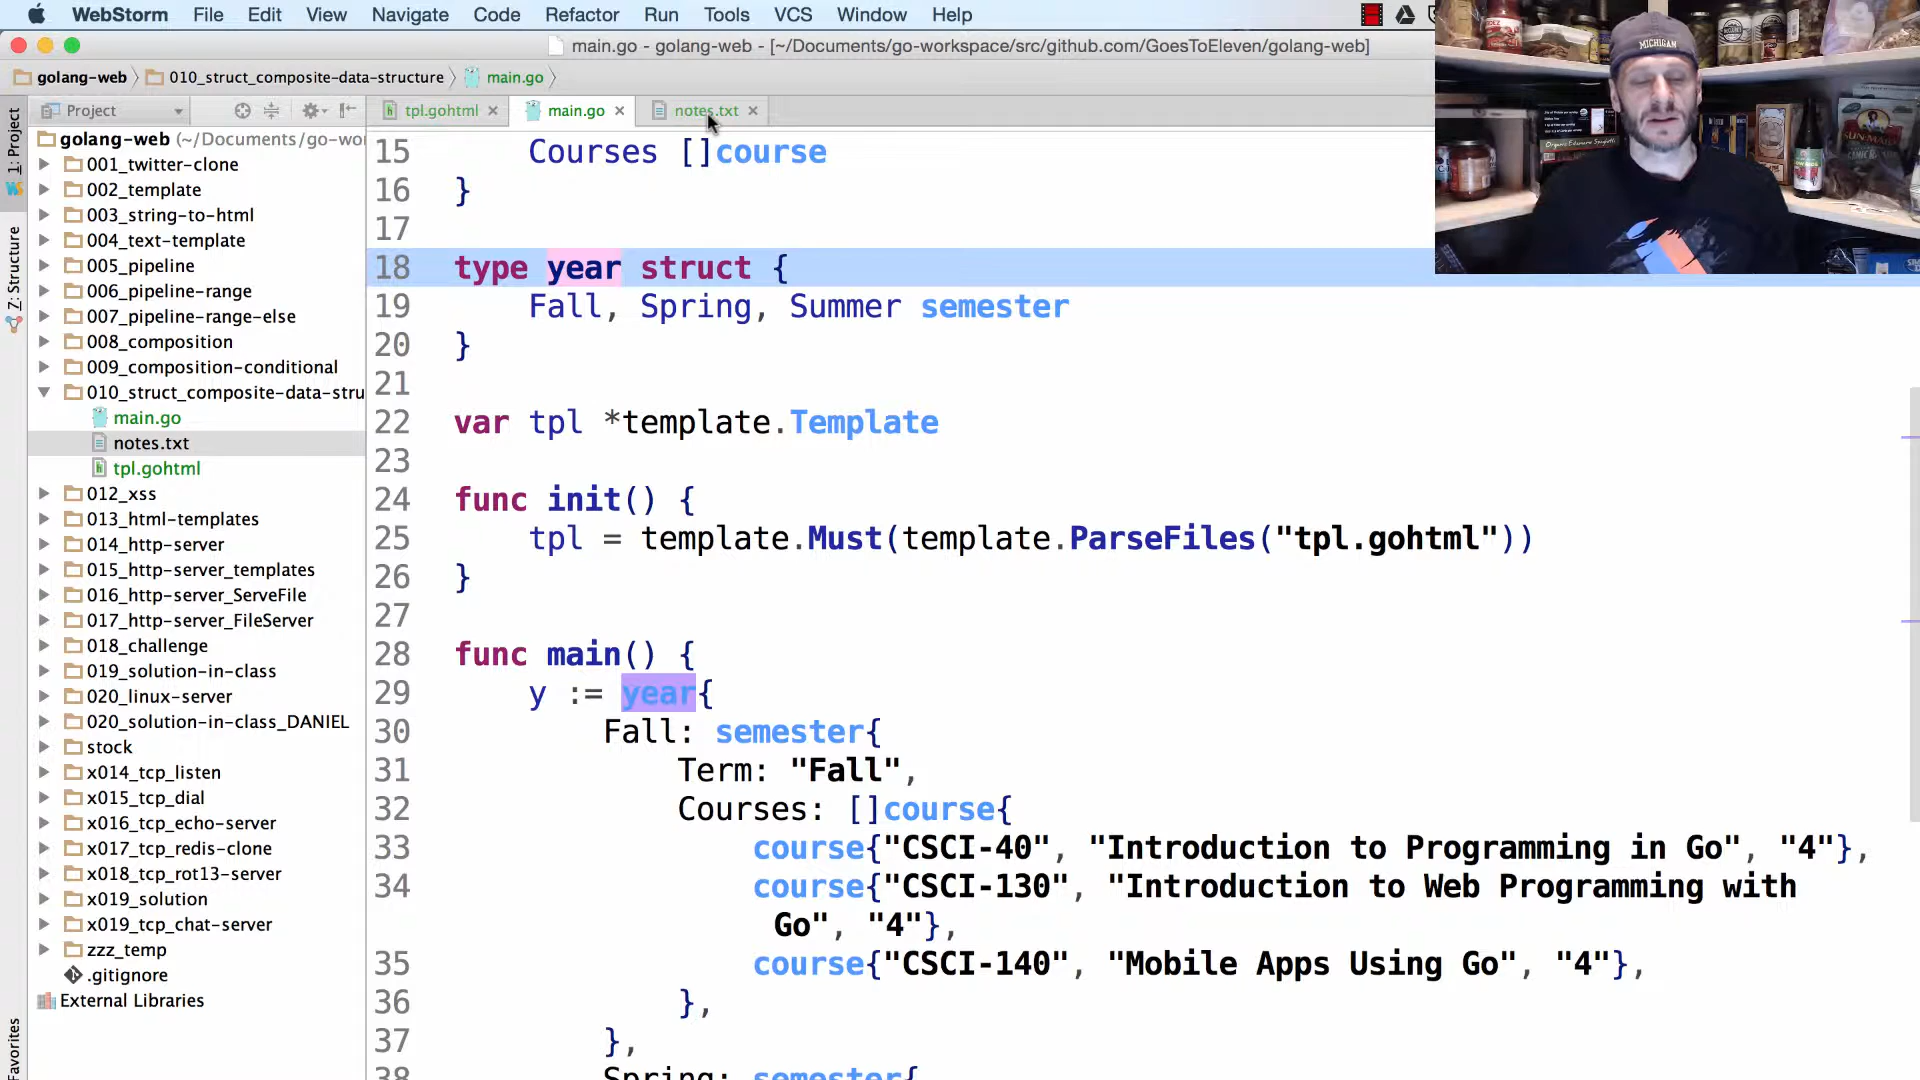 WebStorm File Edit View Navigate Code Refactor Run Tools VCS Window Help
main.go - golang-web - [~/Documents/go-workspace/src/github.com/GoesToEleven/golang-web]
golang-web 010_struct_composite-data-structure main.go
Project tpl.gohtml main.go notes.txt
1: Project
Z: Structure
Favorites
golang-web (~/Documents/go-wor
001_twitter-clone
002_template
003_string-to-html
004_text-template
005_pipeline
006_pipeline-range
007_pipeline-range-else
008_composition
009_composition-conditional
010_struct_composite-data-stru
main.go
notes.txt
tpl.gohtml
012_xss
013_html-templates
014_http-server
015_http-server_templates
016_http-server_ServeFile
017_http-server_FileServer
018_challenge
019_solution-in-class
020_linux-server
020_solution-in-class_DANIEL
stock
x014_tcp_listen
x015_tcp_dial
x016_tcp_echo-server
x017_tcp_redis-clone
x018_tcp_rot13-server
x019_solution
x019_tcp_chat-server
zzz_temp
.gitignore
External Libraries
15 Courses []course
16 }
17
18 type year struct {
19 Fall, Spring, Summer semester
20 }
21
22 var tpl *template.Template
23
24 func init() {
25 tpl = template.Must(template.ParseFiles("tpl.gohtml"))
26 }
27
28 func main() {
29 y := year{
30 Fall: semester{
31 Term: "Fall",
32 Courses: []course{
33 course{"CSCI-40", "Introduction to Programming in Go", "4"},
34 course{"CSCI-130", "Introduction to Web Programming with
Go", "4"},
35 course{"CSCI-140", "Mobile Apps Using Go", "4"},
36 },
37 },
38 Spring: semester{
MICHIGAN
SUN-MAID